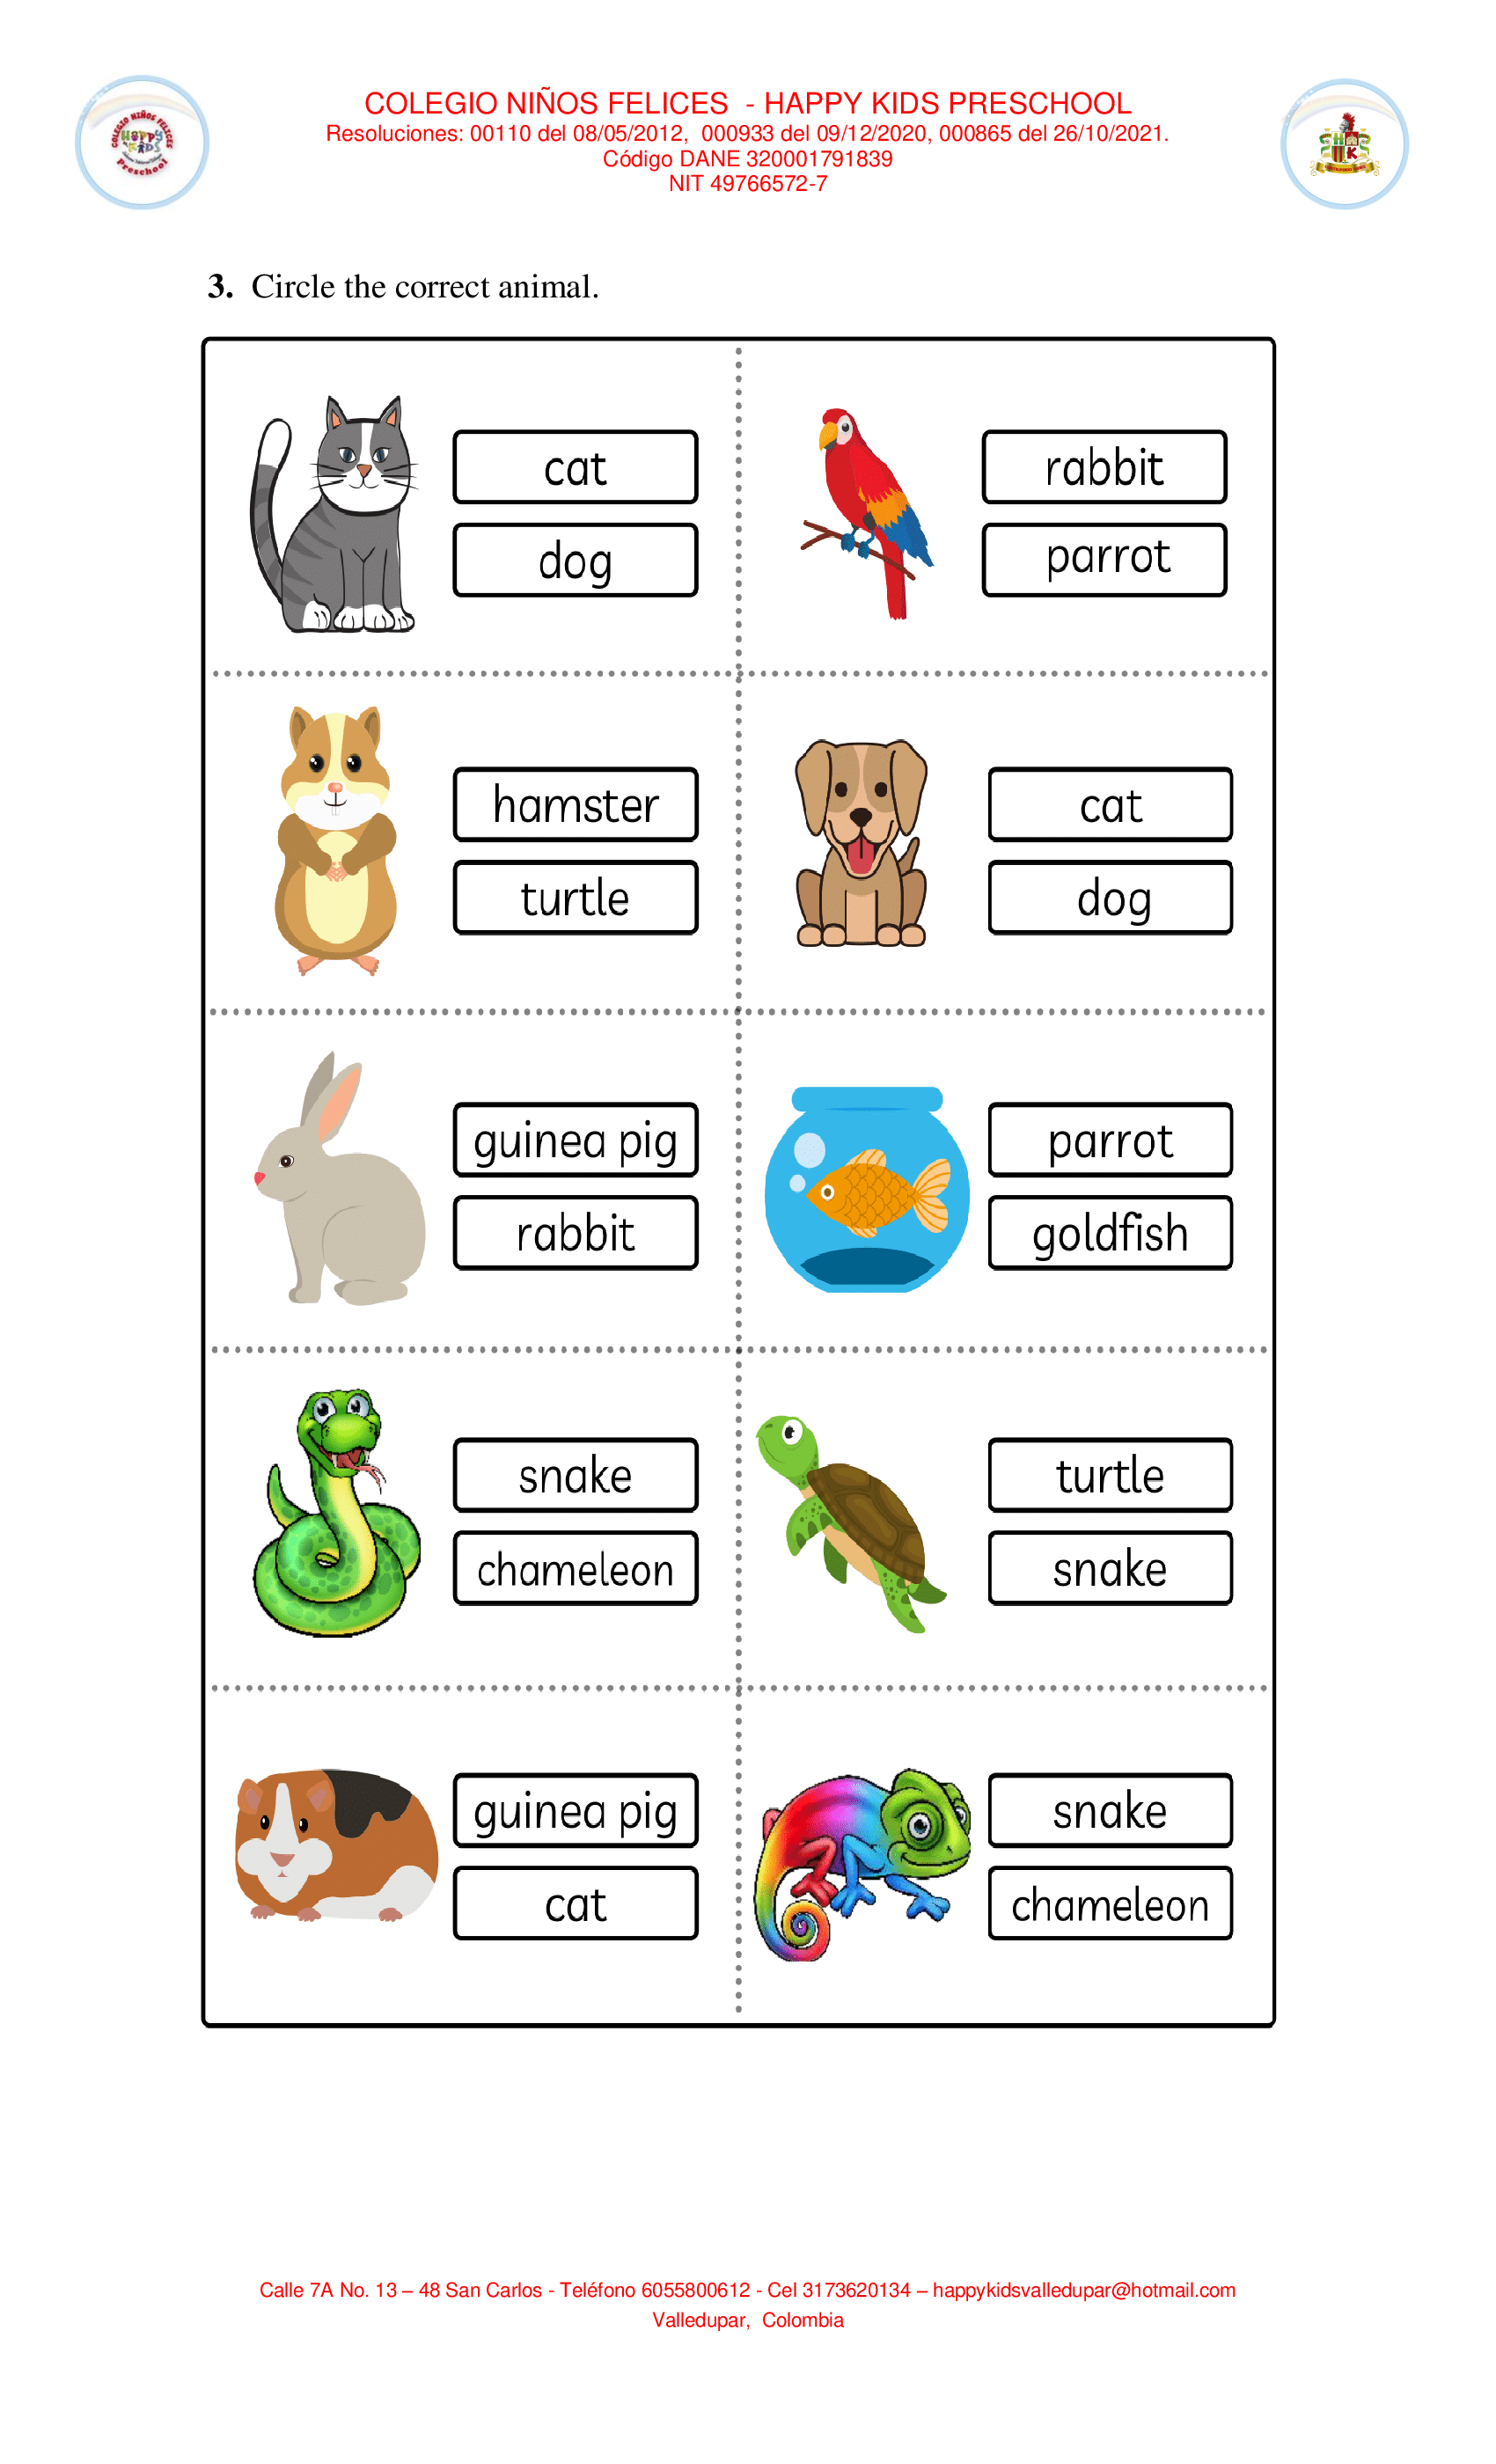 COLEGIO NIÑOS FELICES - HAPPY KIDS PRESCHOOL
Resoluciones: 00110 del 08/05/2012, 000933 del 09/12/2020, 000865 del 26/10/2021.
Código DANE 320001791839
NIT 49766572-7
COLEGIO NIÑOS FELICES
HAPPY
KIDS
Preschool
HKS
3. Circle the correct animal.
cat
dog
rabbit
parrot
hamster
turtle
cat
dog
guinea pig
rabbit
parrot
goldfish
snake
chameleon
turtle
snake
guinea pig
cat
snake
chameleon
Calle 7A No. 13 – 48 San Carlos - Teléfono 6055800612 - Cel 3173620134 – happykidsvalledupar@hotmail.com
Valledupar, Colombia